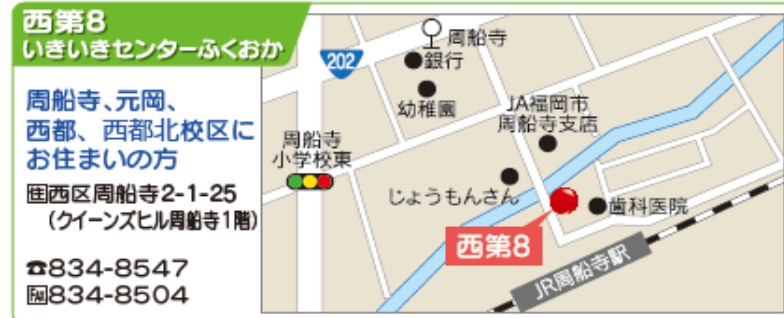 西第8
いきいきセンターふくおか
周船寺、元岡、
西都、西都北校区に
お住まいの方
住西区周船寺2-1-25
(クイーンズヒル周船寺1階)
☎834-8547
FAX834-8504
202
周船寺
銀行
幼稚園
JA福岡市
周船寺支店
周船寺
小学校東
じょうもんさん
歯科医院
西第8
JR周船寺駅